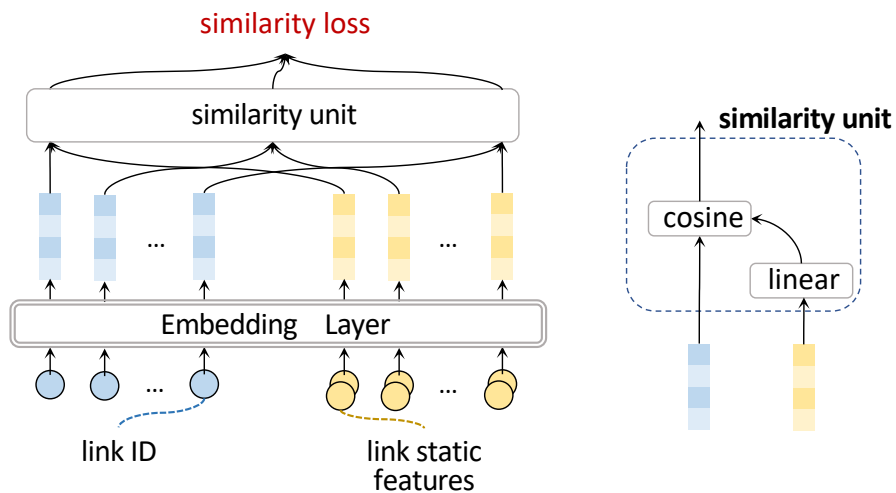 similarity loss
similarity unit
...
...
Embedding Layer
...
...
link ID
link static
features
similarity unit
cosine
linear